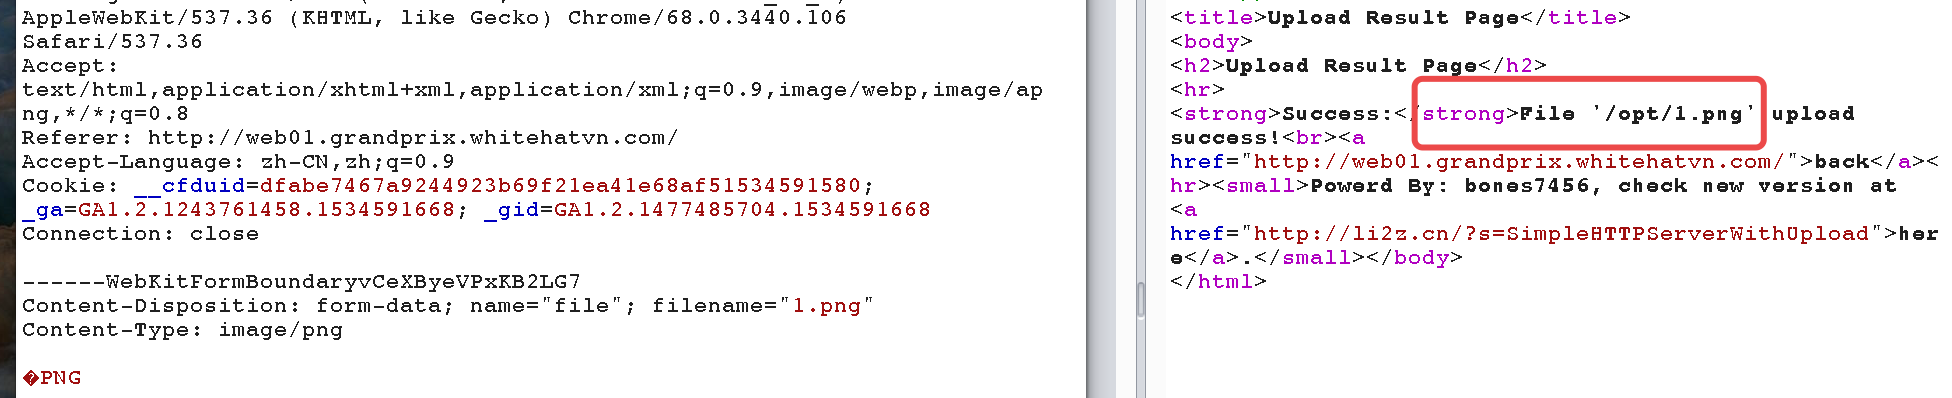 AppleWebKit/537.36 (KHTML, like Gecko) Chrome/68.0.3440.106
Safari/537.36
Accept:
text/html,application/xhtml+xml,application/xml;q=0.9,image/webp,image/ap
ng,*/*;q=0.8
Referer: http://web01.grandprix.whitehatvn.com/
Accept-Language: zh-CN,zh;q=0.9
Cookie: __cfduid=dfabe7467a9244923b69f21ea41e68af51534591580;
_ga=GA1.2.1243761458.1534591668; _gid=GA1.2.1477485704.1534591668
Connection: close
------WebKitFormBoundaryvCeXByeVPxKB2LG7
Content-Disposition: form-data; name="file"; filename="1.png"
Content-Type: image/png
�PNG
<title>Upload Result Page</title>
<body>
<h2>Upload Result Page</h2>
<hr>
<strong>Success:</strong>File '/opt/1.png' upload
success!<br><a
href="http://web01.grandprix.whitehatvn.com/">back</a><
hr><small>Powerd By: bones7456, check new version at
<a
href="http://li2z.cn/?s=SimpleHTTPServerWithUpload">her
e</a>.</small></body>
</html>